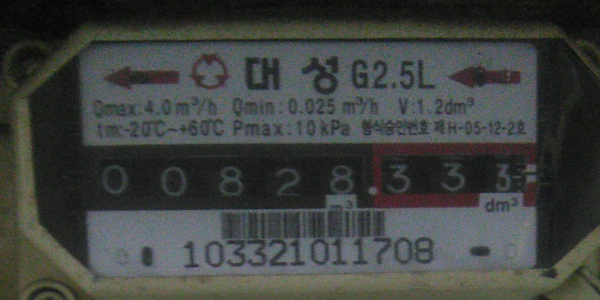 대 성 G2.5L
Qmax:4.0m³/h Qmin:0.025m³/h V:1.2dm³
tm:-20℃~+60℃ Pmax:10kPa 형식승인번호 제H-05-12-2호
00828.333
m³ dm³
103321011708